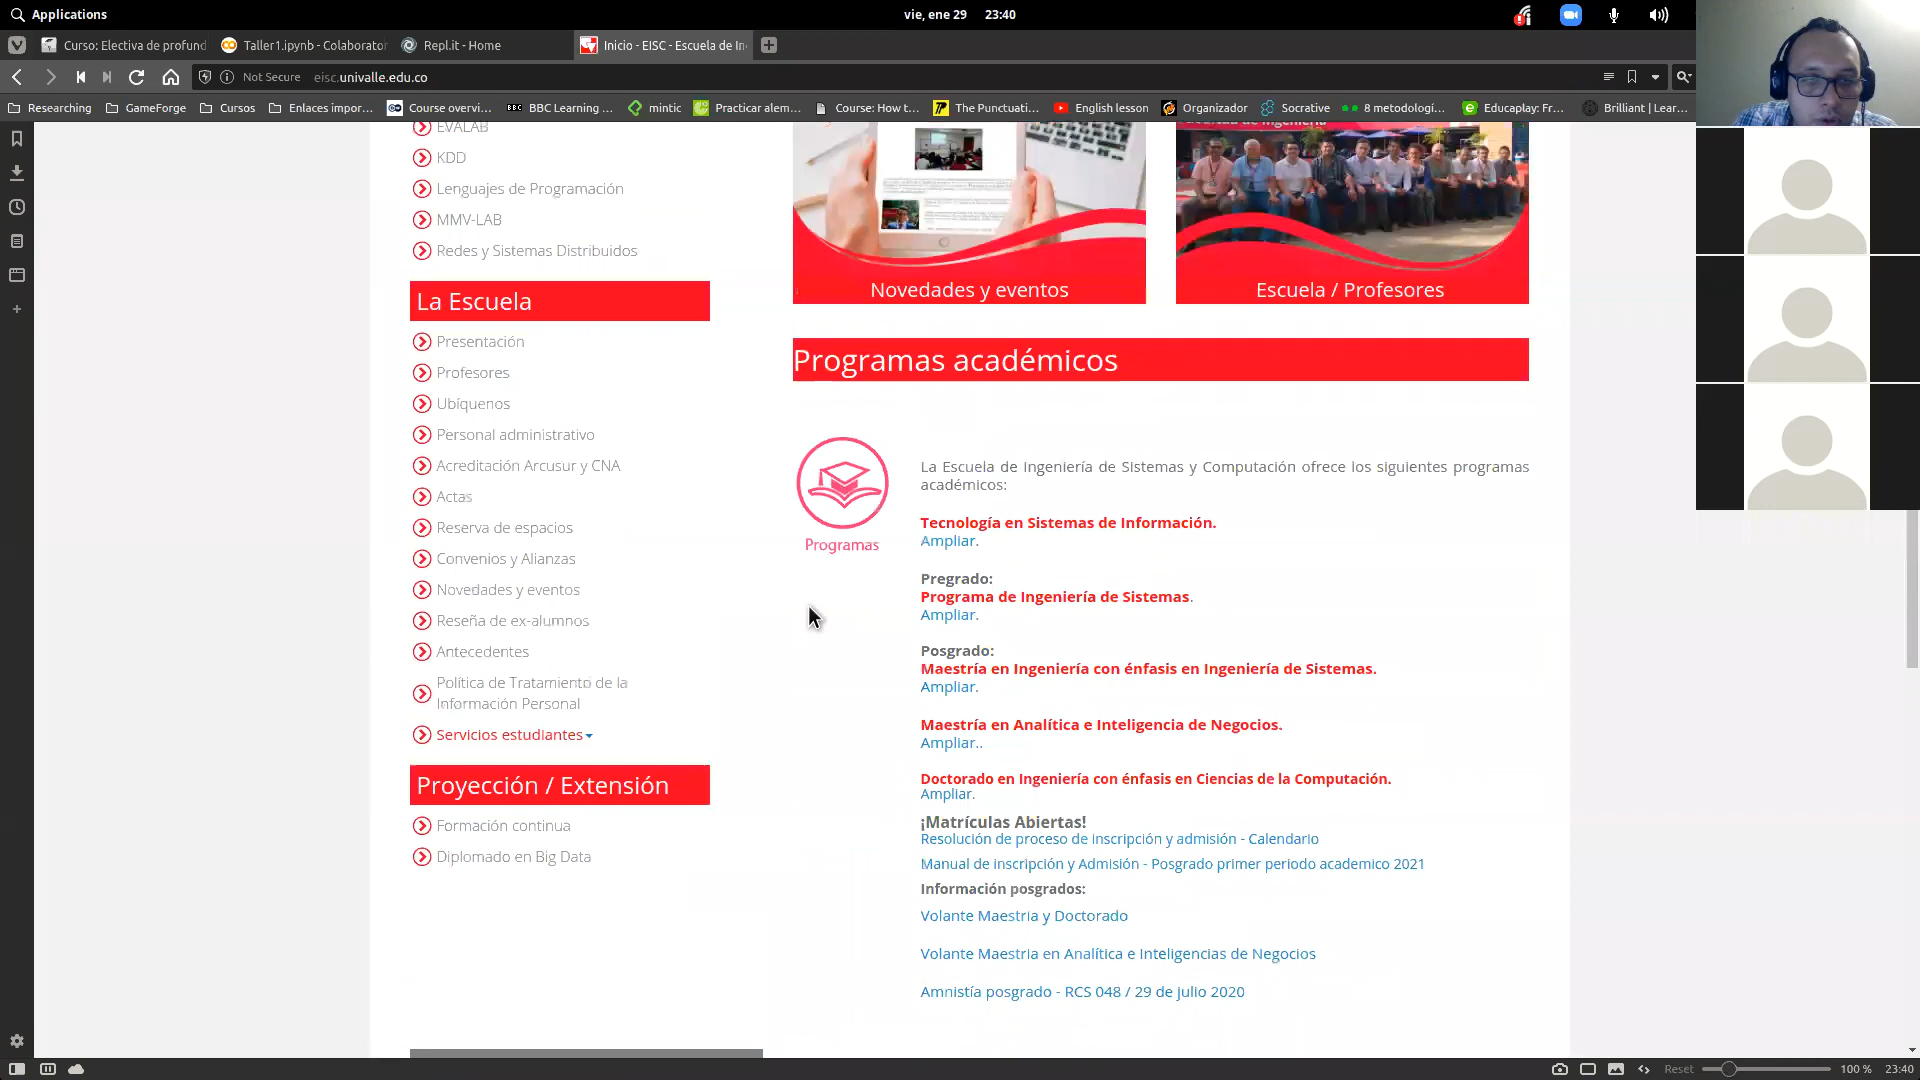 Applications
vie, ene 29 23:40
Curso: Electiva de profund
Taller1.ipynb - Colaborator
Repl.it - Home
Inicio - EISC - Escuela de In
Not Secure
eisc.univalle.edu.co
Researching
GameForge
Cursos
Enlaces impor...
Course overvi...
BBC Learning ...
mintic
Practicar alem...
Course: How t...
The Punctuati...
English lesson
Organizador
Socrative
8 metodologí...
Educaplay: Fr...
Brilliant | Lear...
EVALAB
KDD
Lenguajes de Programación
MMV-LAB
Redes y Sistemas Distribuidos
La Escuela
Presentación
Profesores
Ubíquenos
Personal administrativo
Acreditación Arcusur y CNA
Actas
Reserva de espacios
Convenios y Alianzas
Novedades y eventos
Reseña de ex-alumnos
Antecedentes
Política de Tratamiento de la
Información Personal
Servicios estudiantes
Proyección / Extensión
Formación continua
Diplomado en Big Data
Novedades y eventos
Escuela / Profesores
Programas académicos
Programas
La Escuela de Ingeniería de Sistemas y Computación ofrece los siguientes programas
académicos:
Tecnología en Sistemas de Información.
Ampliar.
Pregrado:
Programa de Ingeniería de Sistemas.
Ampliar.
Posgrado:
Maestría en Ingeniería con énfasis en Ingeniería de Sistemas.
Ampliar.
Maestría en Analítica e Inteligencia de Negocios.
Ampliar..
Doctorado en Ingeniería con énfasis en Ciencias de la Computación.
Ampliar.
¡Matrículas Abiertas!
Resolución de proceso de inscripción y admisión - Calendario
Manual de inscripción y Admisión - Posgrado primer periodo academico 2021
Información posgrados:
Volante Maestria y Doctorado
Volante Maestria en Analítica e Inteligencias de Negocios
Amnistía posgrado - RCS 048 / 29 de julio 2020
Reset
100 %
23:40